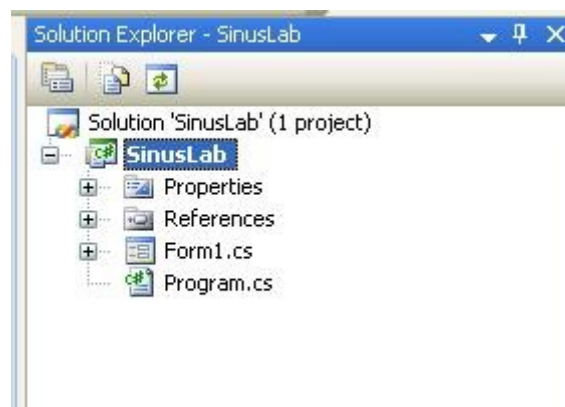 Solution Explorer - SinusLab
Solution 'SinusLab' (1 project)
SinusLab
Properties
References
Form1.cs
Program.cs